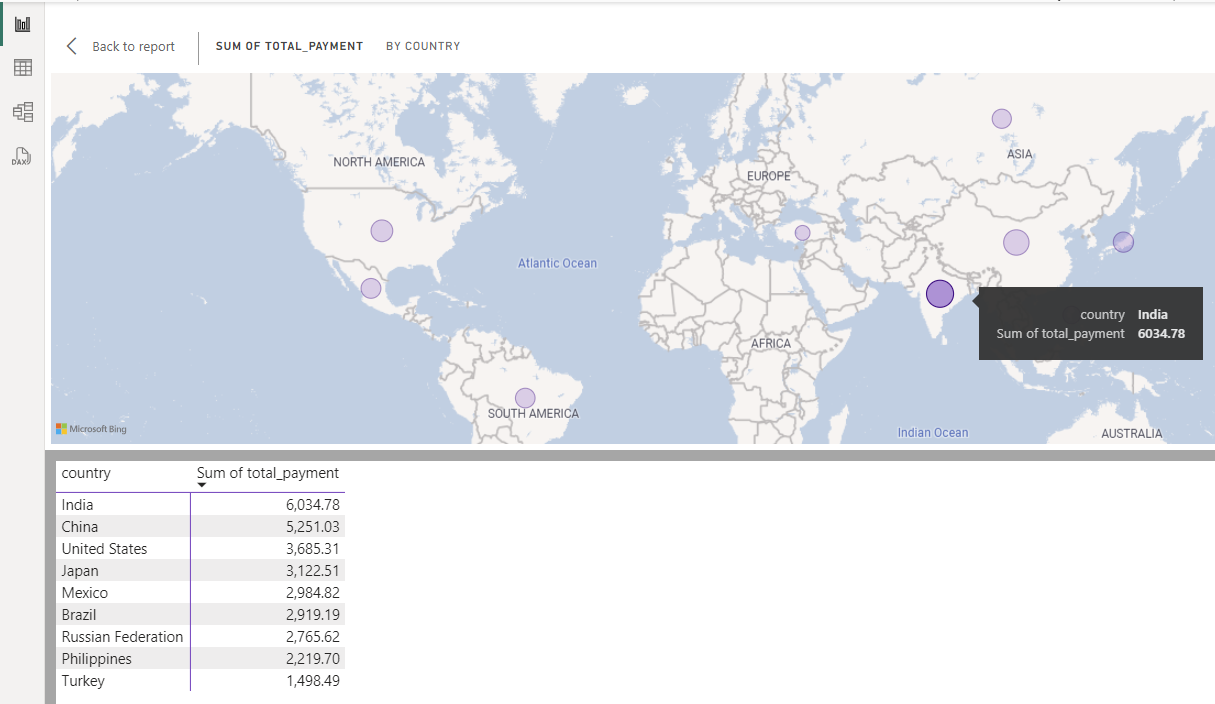 DAX
Back to report
SUM OF TOTAL_PAYMENT BY COUNTRY
NORTH AMERICA
ASIA
EUROPE
Atlantic Ocean
country India
Sum of total_payment 6034.78
AFRICA
SOUTH AMERICA
Microsoft Bing
Indian Ocean
AUSTRALIA
country Sum of total_payment
India 6,034.78
China 5,251.03
United States 3,685.31
Japan 3,122.51
Mexico 2,984.82
Brazil 2,919.19
Russian Federation 2,765.62
Philippines 2,219.70
Turkey 1,498.49